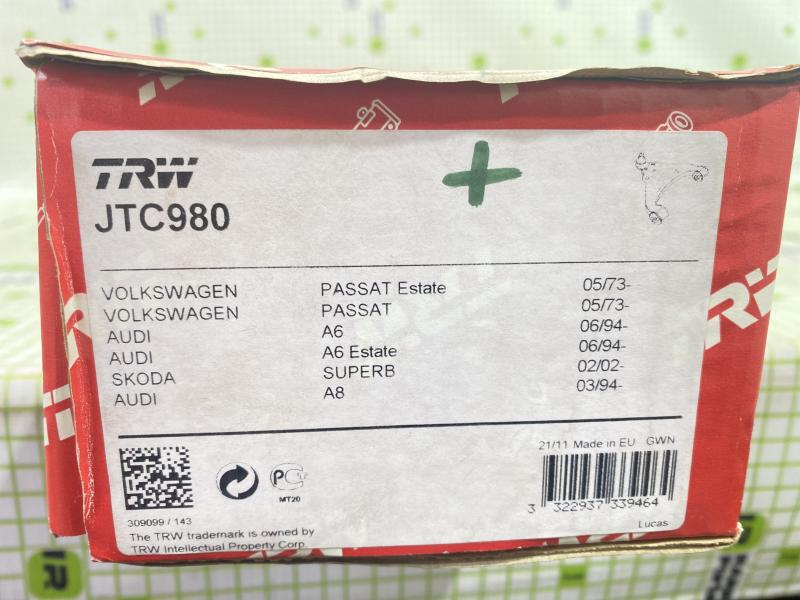 TRW
JTC980
VOLKSWAGEN PASSAT Estate 05/73-
VOLKSWAGEN PASSAT 05/73-
AUDI A6 06/94-
AUDI A6 Estate 06/94-
SKODA SUPERB 02/02-
AUDI A8 03/94-
21/11 Made in EU GWN
MT20
3 322937 339464
309099 / 143
Lucas
The TRW trademark is owned by
TRW Intellectual Property Corp.